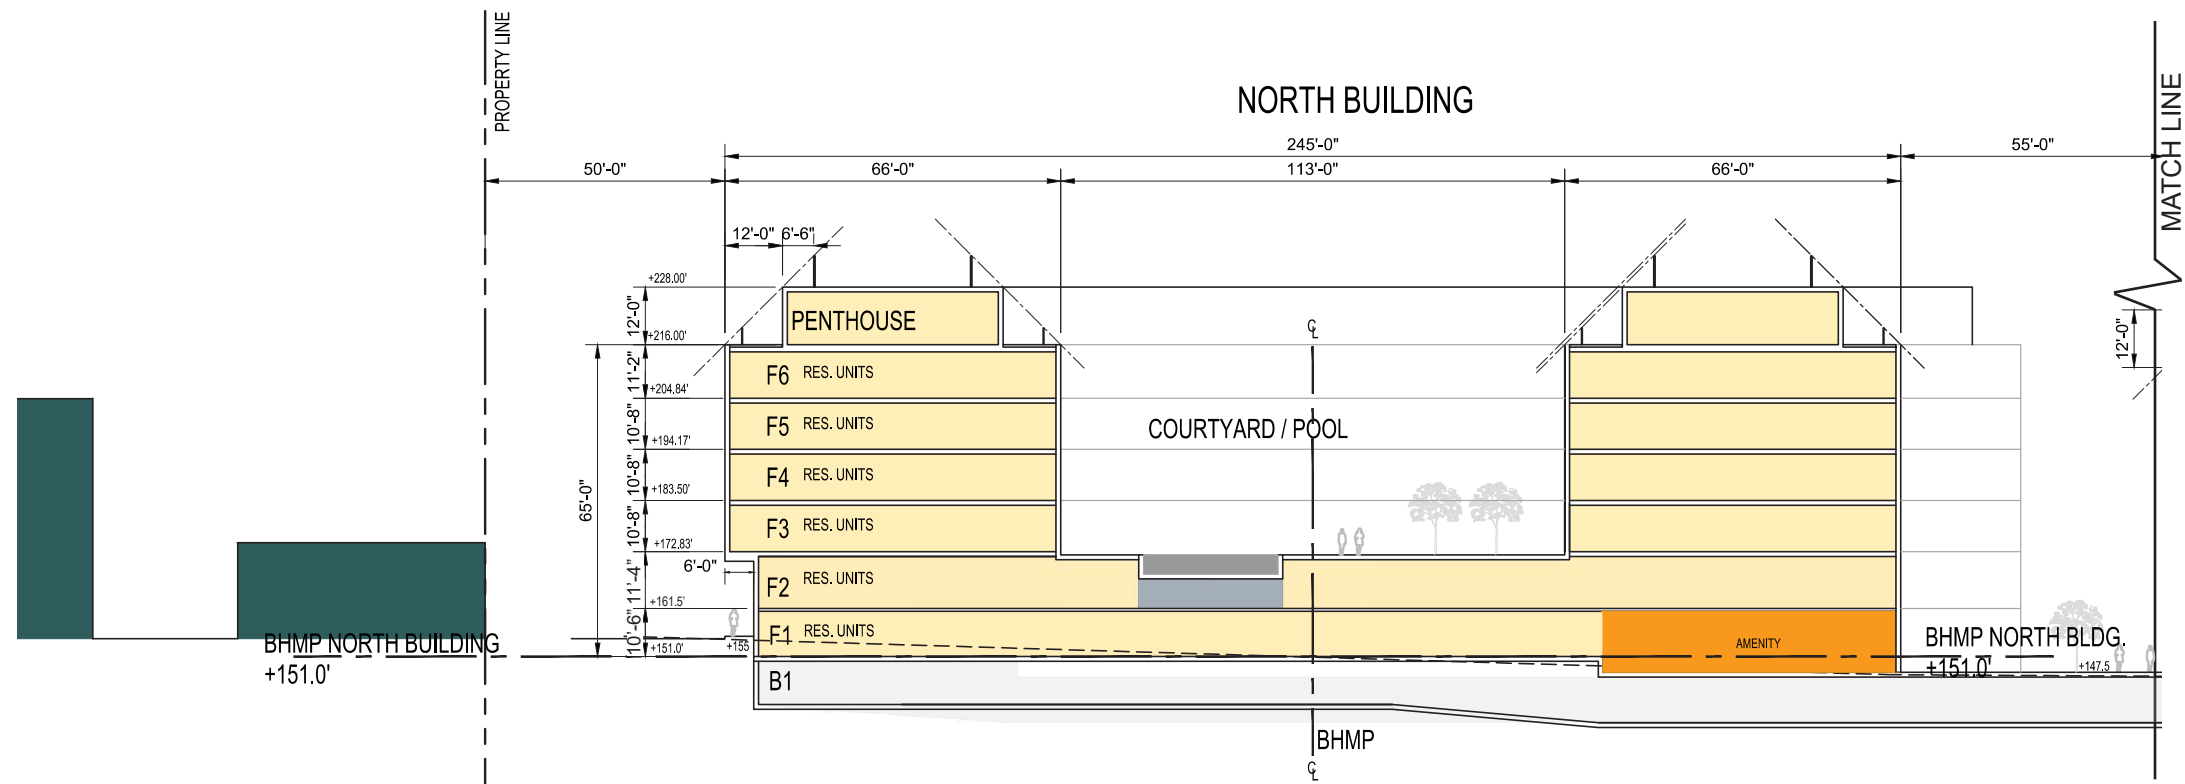 PROPERTY LINE
NORTH BUILDING
MATCH LINE
245'-0"
55'-0"
50'-0"
66'-0"
113'-0"
66'-0"
12'-0"
6'-6"
+228.00'
12'-0"
PENTHOUSE
+216.00'
12'-0"
11'-2"
F6 RES. UNITS
+204.84'
10'-8"
F5 RES. UNITS
COURTYARD / POOL
+194.17'
10'-8"
F4 RES. UNITS
+183.50'
65'-0"
10'-8"
F3 RES. UNITS
+172.83'
6'-0"
11'-4"
F2 RES. UNITS
+161.5'
10'-6"
F1 RES. UNITS
AMENITY
BHMP NORTH BUILDING
+151.0'
+151.0'
+155
BHMP NORTH BLDG.
+151.0'
+147.5
B1
BHMP